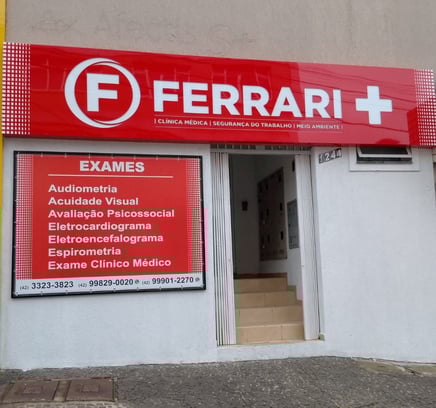 F FERRARI +
| CLÍNICA MÉDICA | SEGURANÇA DO TRABALHO | MEIO AMBIENTE |
EXAMES
Audiometria
Acuidade Visual
Avaliação Psicossocial
Eletrocardiograma
Eletroencefalograma
Espirometria
Exame Clínico Médico
(42) 3323-3823 (42) 99829-0020 (42) 99901-2270